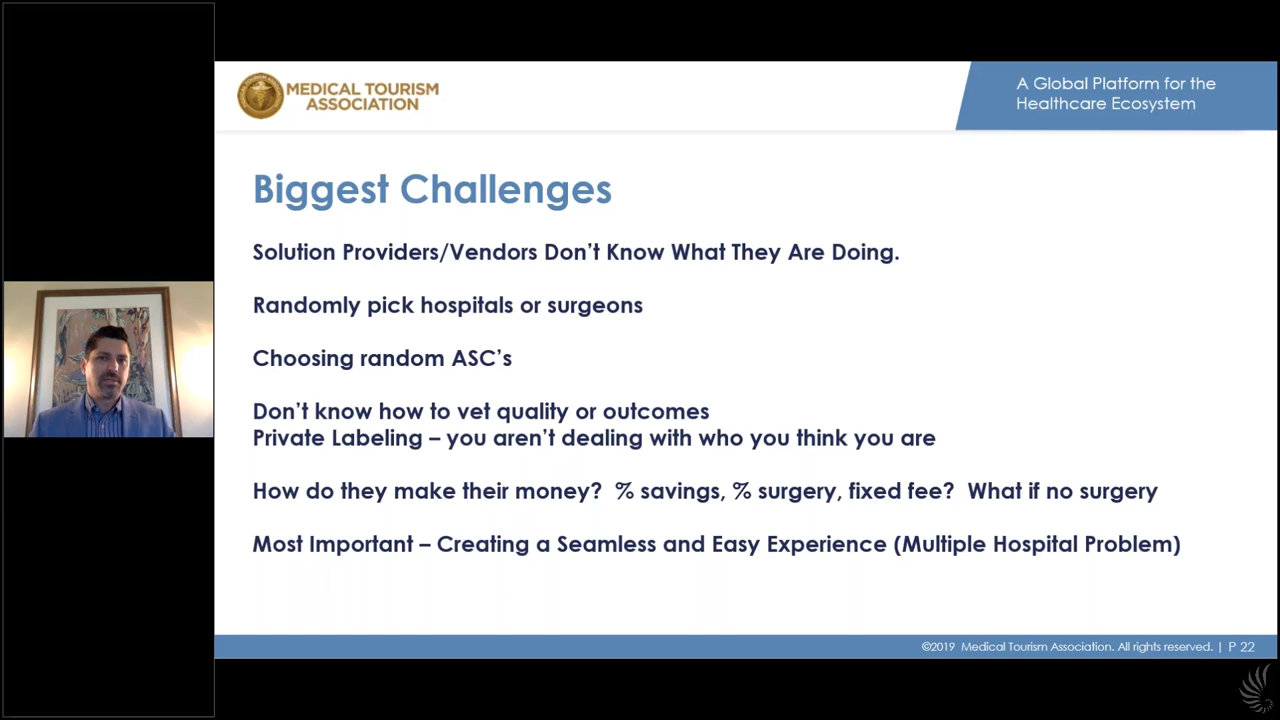 MEDICAL TOURISM
ASSOCIATION
A Global Platform for the
Healthcare Ecosystem
Biggest Challenges
Solution Providers/Vendors Don’t Know What They Are Doing.
Randomly pick hospitals or surgeons
Choosing random ASC’s
Don’t know how to vet quality or outcomes
Private Labeling – you aren’t dealing with who you think you are
How do they make their money?  % savings, % surgery, fixed fee?  What if no surgery
Most Important – Creating a Seamless and Easy Experience (Multiple Hospital Problem)
©2019  Medical Tourism Association. All rights reserved. | P 22